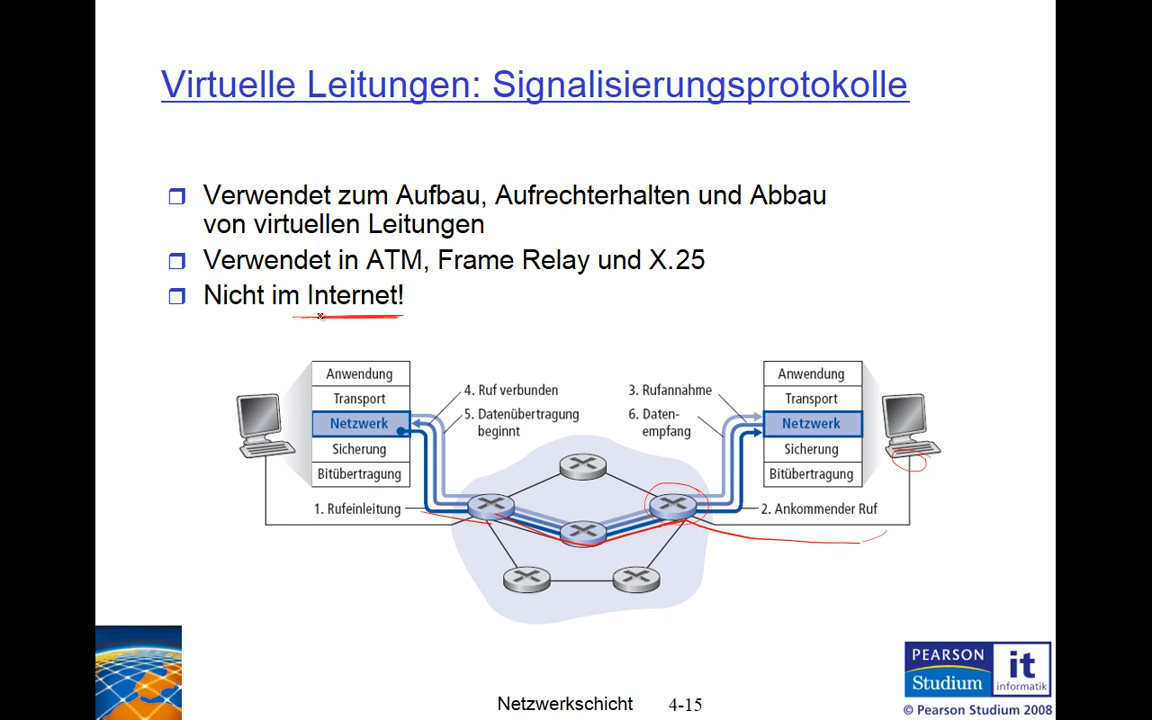 Virtuelle Leitungen: Signalisierungsprotokolle
Verwendet zum Aufbau, Aufrechterhalten und Abbau
von virtuellen Leitungen
Verwendet in ATM, Frame Relay und X.25
Nicht im Internet!
Anwendung
Transport
Netzwerk
Sicherung
Bitübertragung
4. Ruf verbunden
5. Datenübertragung
beginnt
3. Rufannahme
6. Daten-
empfang
Anwendung
Transport
Netzwerk
Sicherung
Bitübertragung
1. Rufeinleitung
2. Ankommender Ruf
Netzwerkschicht 4-15
PEARSON
Studium
it
informatik
© Pearson Studium 2008